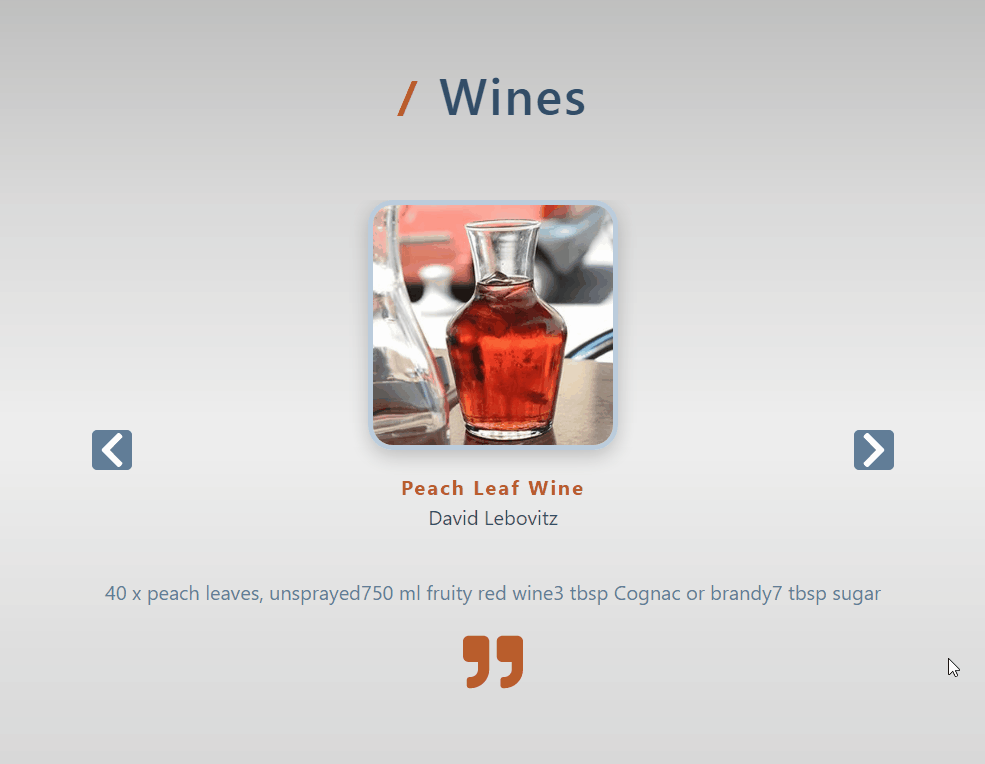 / Wines
Peach Leaf Wine
David Lebovitz
40 x peach leaves, unsprayed750 ml fruity red wine3 tbsp Cognac or brandy7 tbsp sugar